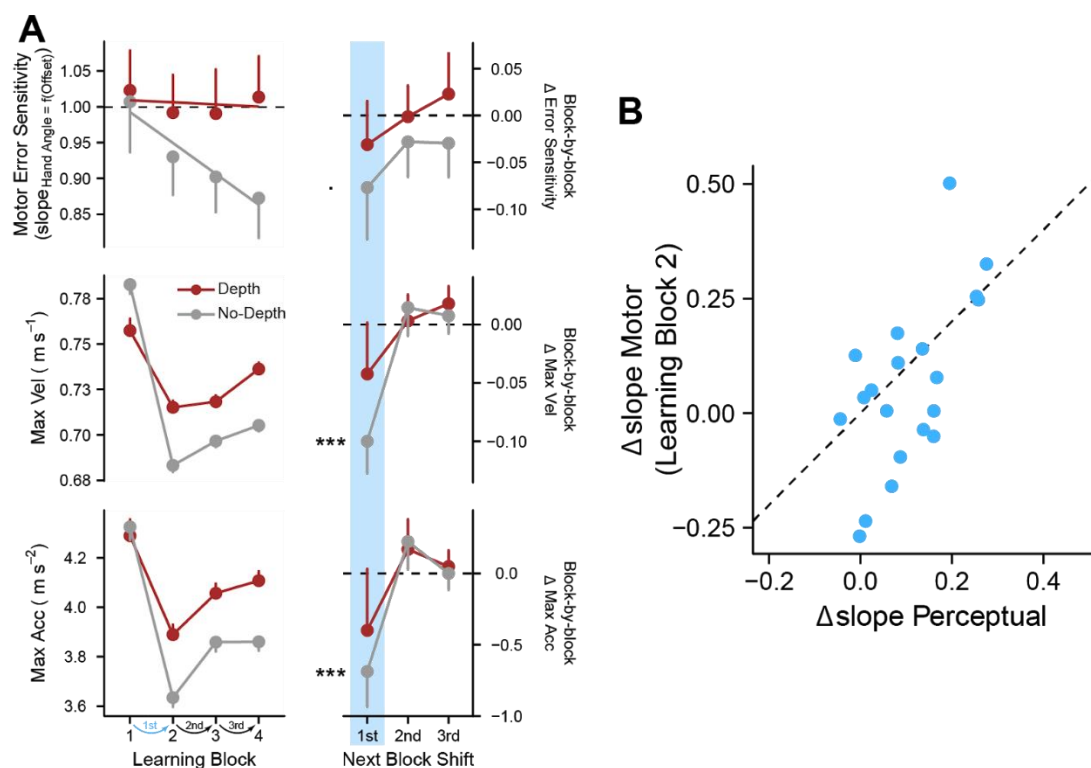 A
Motor Error Sensitivity
(slope Hand Angle = f(Offset))
1.05
1.00
0.95
0.90
0.85
0.05
0.00
−0.05
−0.10
Block-by-block
Δ Error Sensitivity
.
Max Vel ( m s−1)
0.78
0.75
0.73
0.70
0.68
Depth
No-Depth
0.00
−0.05
−0.10
Block-by-block
Δ Max Vel
***
Max Acc ( m s−2)
4.2
4.0
3.8
3.6
0.0
−0.5
−1.0
Block-by-block
Δ Max Acc
***
1 2 3 4
1st 2nd 3rd
Learning Block
1st 2nd 3rd
Next Block Shift
B
Δ slope Motor
(Learning Block 2)
0.50
0.25
0.00
−0.25
−0.2 0.0 0.2 0.4
Δ slope Perceptual